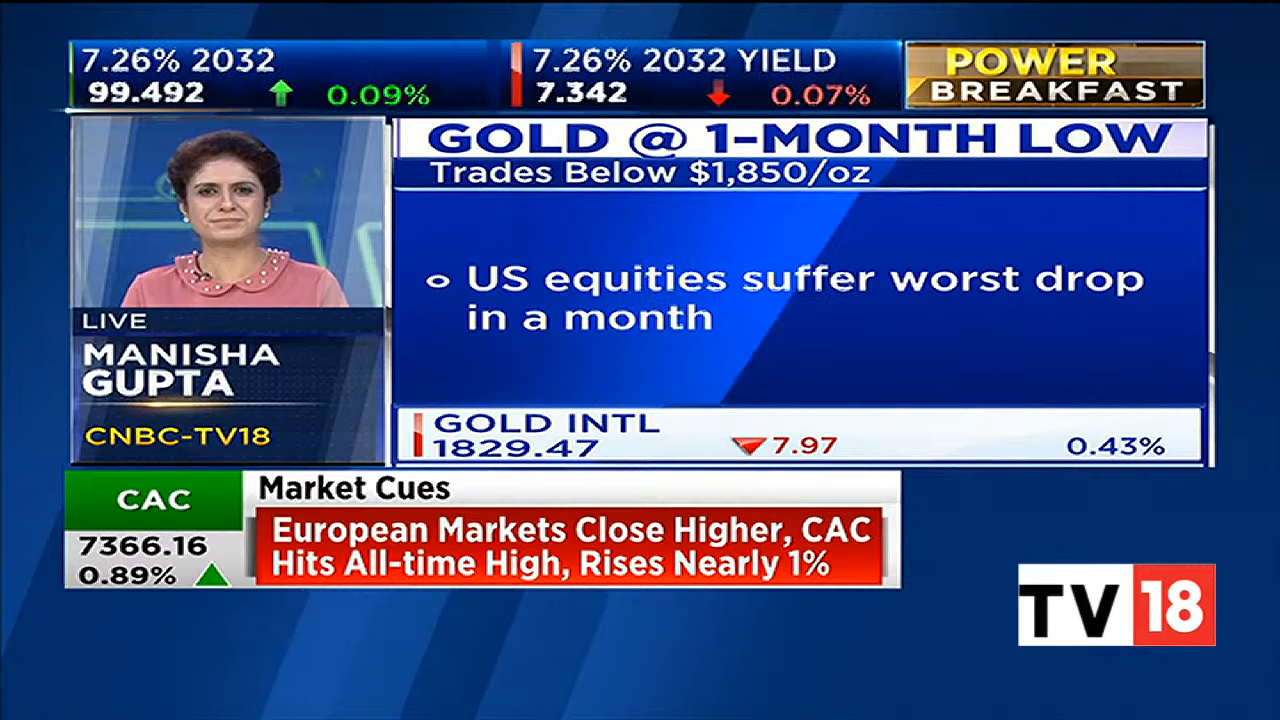 7.26% 2032
99.492 0.09%
7.26% 2032 YIELD
7.342 0.07%
POWER
BREAKFAST
GOLD @ 1-MONTH LOW
Trades Below $1,850/oz
US equities suffer worst drop
in a month
LIVE
MANISHA
GUPTA
CNBC-TV18
GOLD INTL
1829.47 7.97 0.43%
CAC
7366.16
0.89%
Market Cues
European Markets Close Higher, CAC
Hits All-time High, Rises Nearly 1%
TV18